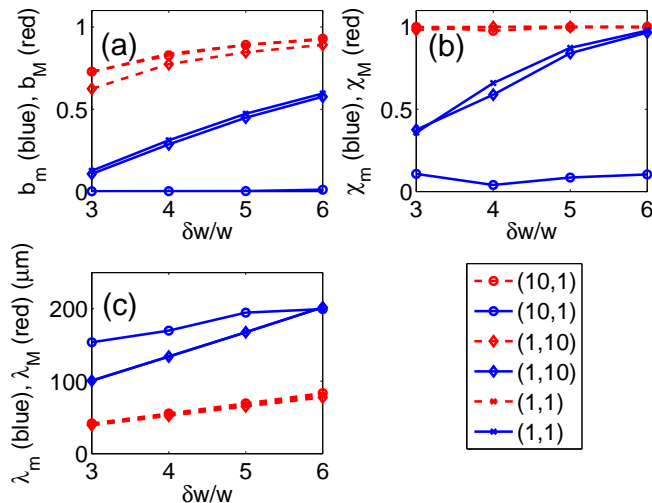 (a)
b_m (blue), b_M (red)
1
0.5
0
3 4 5 6
δw/w
(b)
χ_m (blue), χ_M (red)
1
0.5
0
3 4 5 6
δw/w
(c)
λ_m (blue), λ_M (red) (μm)
200
100
0
3 4 5 6
δw/w
(10,1)
(10,1)
(1,10)
(1,10)
(1,1)
(1,1)